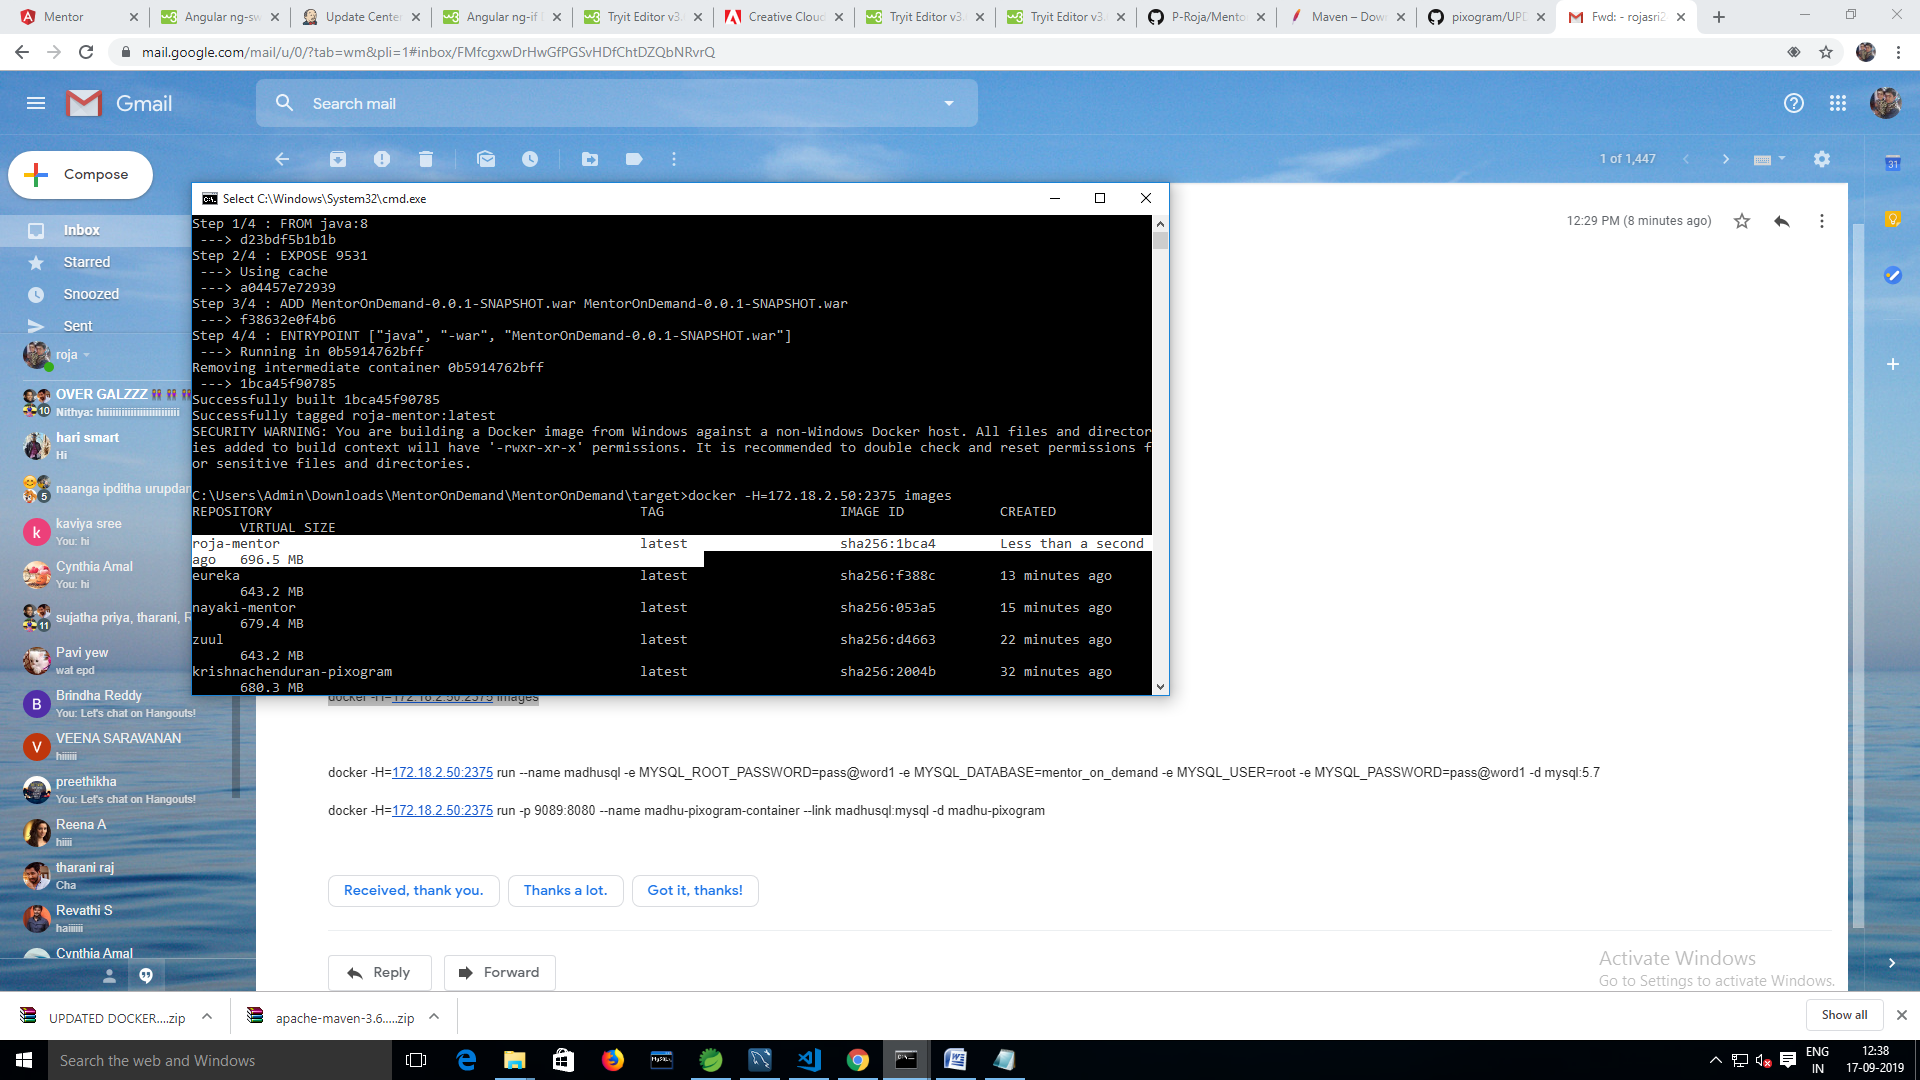 Mentor
Angular ng-sw
Update Center
Angular ng-if
Tryit Editor v3.
Creative Cloud
Tryit Editor v3.
Tryit Editor v3.
P-Roja/Mento
Maven – Dow
pixogram/UPD
Fwd: - rojasri2
mail.google.com/mail/u/0/?tab=wm&pli=1#inbox/FMfcgxwDrHwGfPGSvHDfChtDZQbNRvrQ
Gmail
Search mail
Compose
1 of 1,447
31
Select C:\Windows\System32\cmd.exe
12:29 PM (8 minutes ago)
Inbox
Starred
Snoozed
Sent
roja
OVER GALZZZ
10
Nithya: hiiiiiiiiiiiiiiiiiiiiiiiiiii
hari smart
Hi
naanga ipditha urupdar
5
kaviya sree
You: hi
Cynthia Amal
You: hi
sujatha priya, tharani, R
11
Pavi yew
wat epd
Brindha Reddy
You: Let's chat on Hangouts!
VEENA SARAVANAN
hiiiiiii
preethikha
You: Let's chat on Hangouts!
Reena A
hiiii
tharani raj
Cha
Revathi S
haiiiiii
Cynthia Amal
Step 1/4 : FROM java:8
 ---> d23bdf5b1b1b
Step 2/4 : EXPOSE 9531
 ---> Using cache
 ---> a04457e72939
Step 3/4 : ADD MentorOnDemand-0.0.1-SNAPSHOT.war MentorOnDemand-0.0.1-SNAPSHOT.war
 ---> f38632e0f4b6
Step 4/4 : ENTRYPOINT ["java", "-war", "MentorOnDemand-0.0.1-SNAPSHOT.war"]
 ---> Running in 0b5914762bff
Removing intermediate container 0b5914762bff
 ---> 1bca45f90785
Successfully built 1bca45f90785
Successfully tagged roja-mentor:latest
SECURITY WARNING: You are building a Docker image from Windows against a non-Windows Docker host. All files and director
ies added to build context will have '-rwxr-xr-x' permissions. It is recommended to double check and reset permissions f
or sensitive files and directories.
C:\Users\Admin\Downloads\MentorOnDemand\MentorOnDemand\target>docker -H=172.18.2.50:2375 images
REPOSITORY TAG IMAGE ID CREATED
VIRTUAL SIZE
roja-mentor latest sha256:1bca4 Less than a second
ago 696.5 MB
eureka latest sha256:f388c 13 minutes ago
643.2 MB
nayaki-mentor latest sha256:053a5 15 minutes ago
679.4 MB
zuul latest sha256:d4663 22 minutes ago
643.2 MB
krishnachenduran-pixogram latest sha256:2004b 32 minutes ago
680.3 MB
docker -H=172.18.2.50:2375 images
docker -H=172.18.2.50:2375 run --name madhusql -e MYSQL_ROOT_PASSWORD=pass@word1 -e MYSQL_DATABASE=mentor_on_demand -e MYSQL_USER=root -e MYSQL_PASSWORD=pass@word1 -d mysql:5.7
docker -H=172.18.2.50:2375 run -p 9089:8080 --name madhu-pixogram-container --link madhusql:mysql -d madhu-pixogram
Received, thank you.
Thanks a lot.
Got it, thanks!
Reply
Forward
Activate Windows
Go to Settings to activate Windows.
UPDATED DOCKER....zip
apache-maven-3.6.....zip
Show all
Search the web and Windows
ENG
IN
12:38
17-09-2019